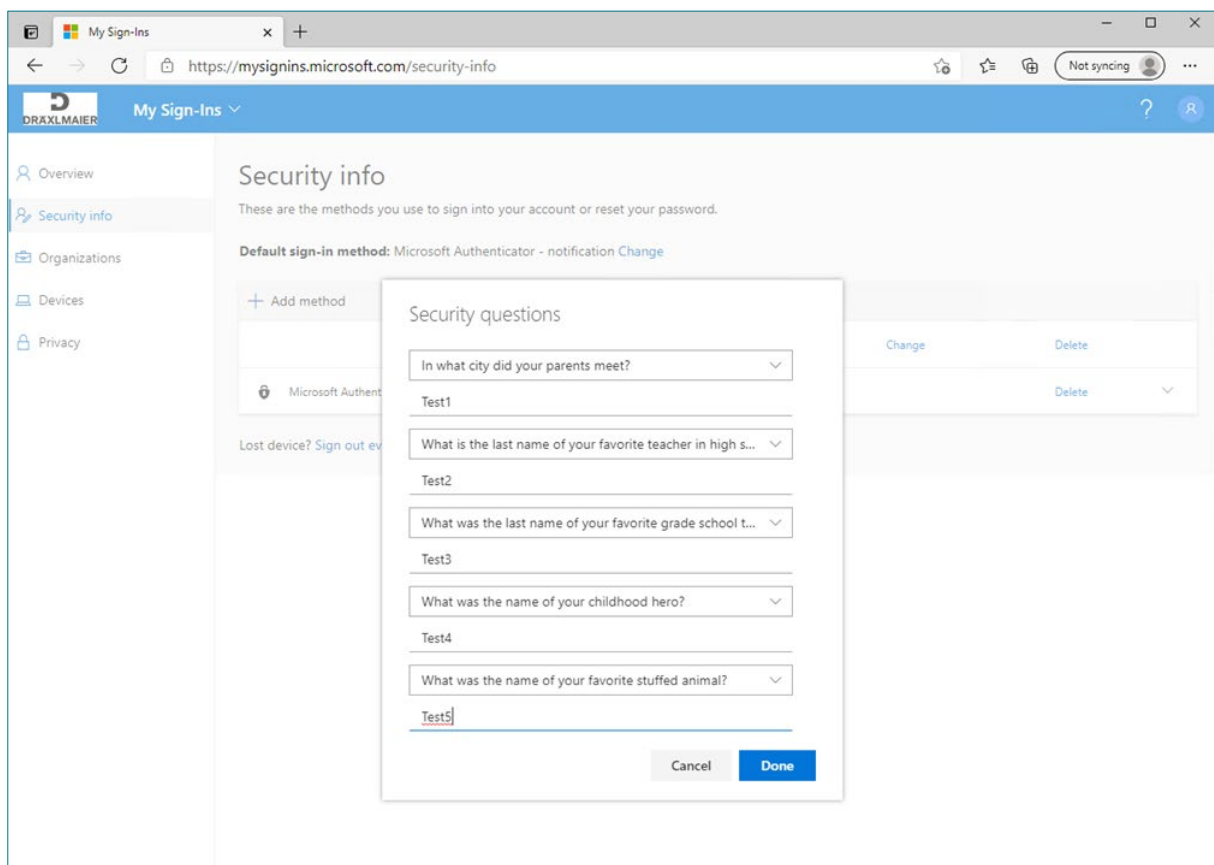 My Sign-Ins
https://mysignins.microsoft.com/security-info
Not syncing
DRÄXLMAIER
My Sign-Ins
?
Overview
Security info
Organizations
Devices
Privacy
Security info
These are the methods you use to sign into your account or reset your password.
Default sign-in method: Microsoft Authenticator - notification Change
Add method
Change Delete
Microsoft Authent
Delete
Lost device? Sign out ev
Security questions
In what city did your parents meet?
Test1
What is the last name of your favorite teacher in high s...
Test2
What was the last name of your favorite grade school t...
Test3
What was the name of your childhood hero?
Test4
What was the name of your favorite stuffed animal?
Test5
Cancel Done